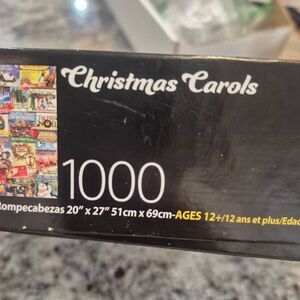 Christmas Carols
1000
Rompecabezas 20" x 27" 51cm x 69cm-AGES 12+/12 ans et plus/Edad